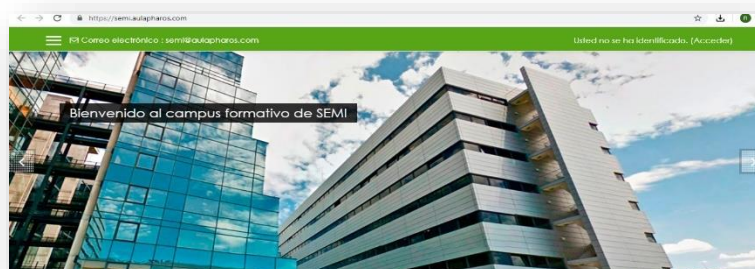 https://semi.aulapharos.com
Correo electrónico : semi@aulapharos.com
Usted no se ha identificado. (Acceder)
Bienvenido al campus formativo de SEMI